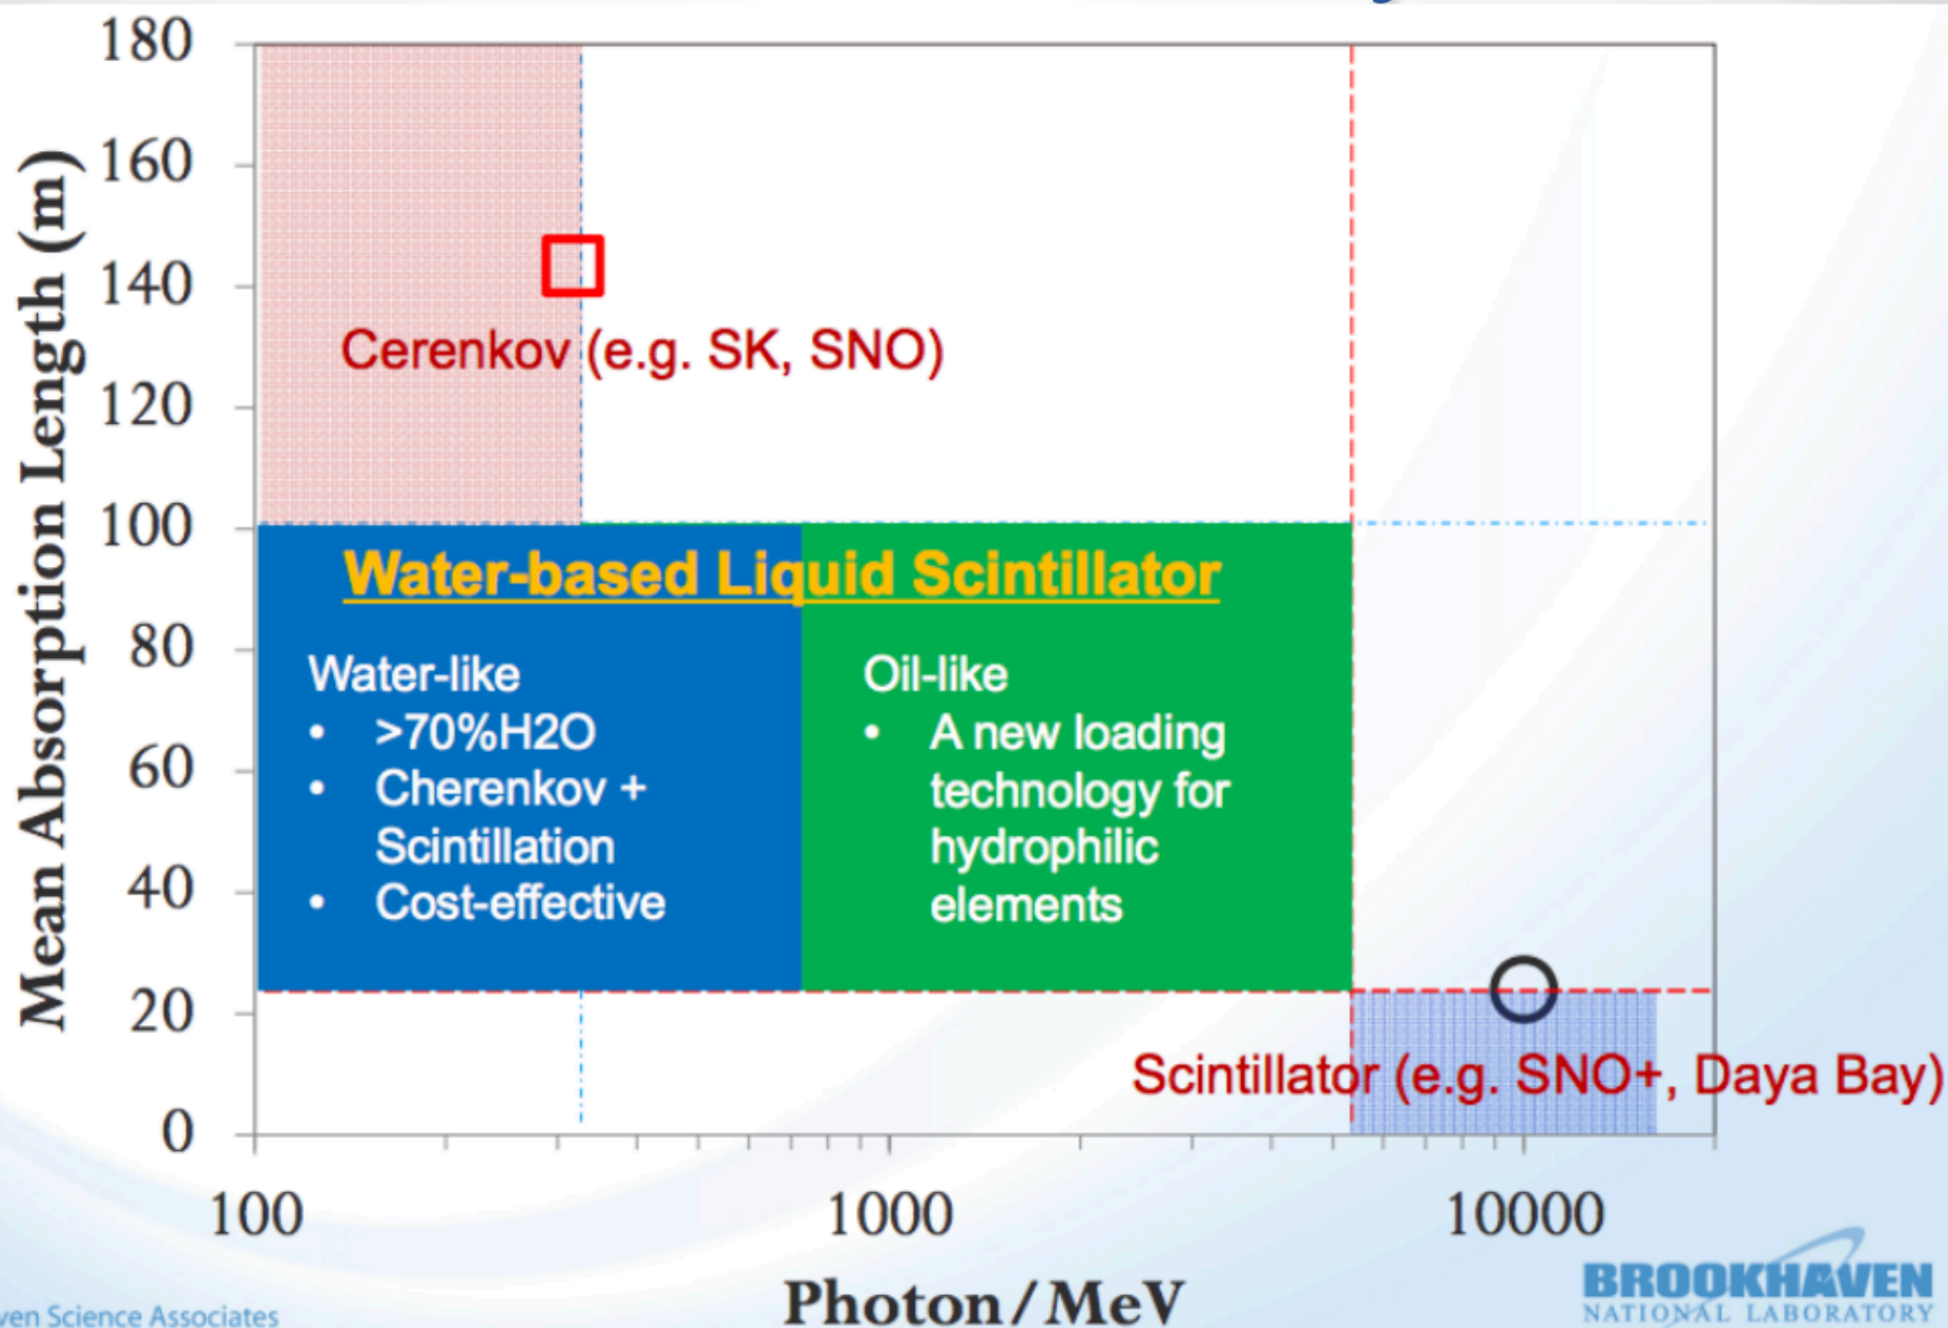 180
160
140
120
100
80
60
40
20
0
Mean Absorption Length (m)
Cerenkov (e.g. SK, SNO)
Water-based Liquid Scintillator
Water-like
• >70%H2O
• Cherenkov +
Scintillation
• Cost-effective
Oil-like
• A new loading
technology for
hydrophilic
elements
Scintillator (e.g. SNO+, Daya Bay)
100
1000
10000
Photon/MeV
Science Associates
BROOKHAVEN
NATIONAL LABORATORY